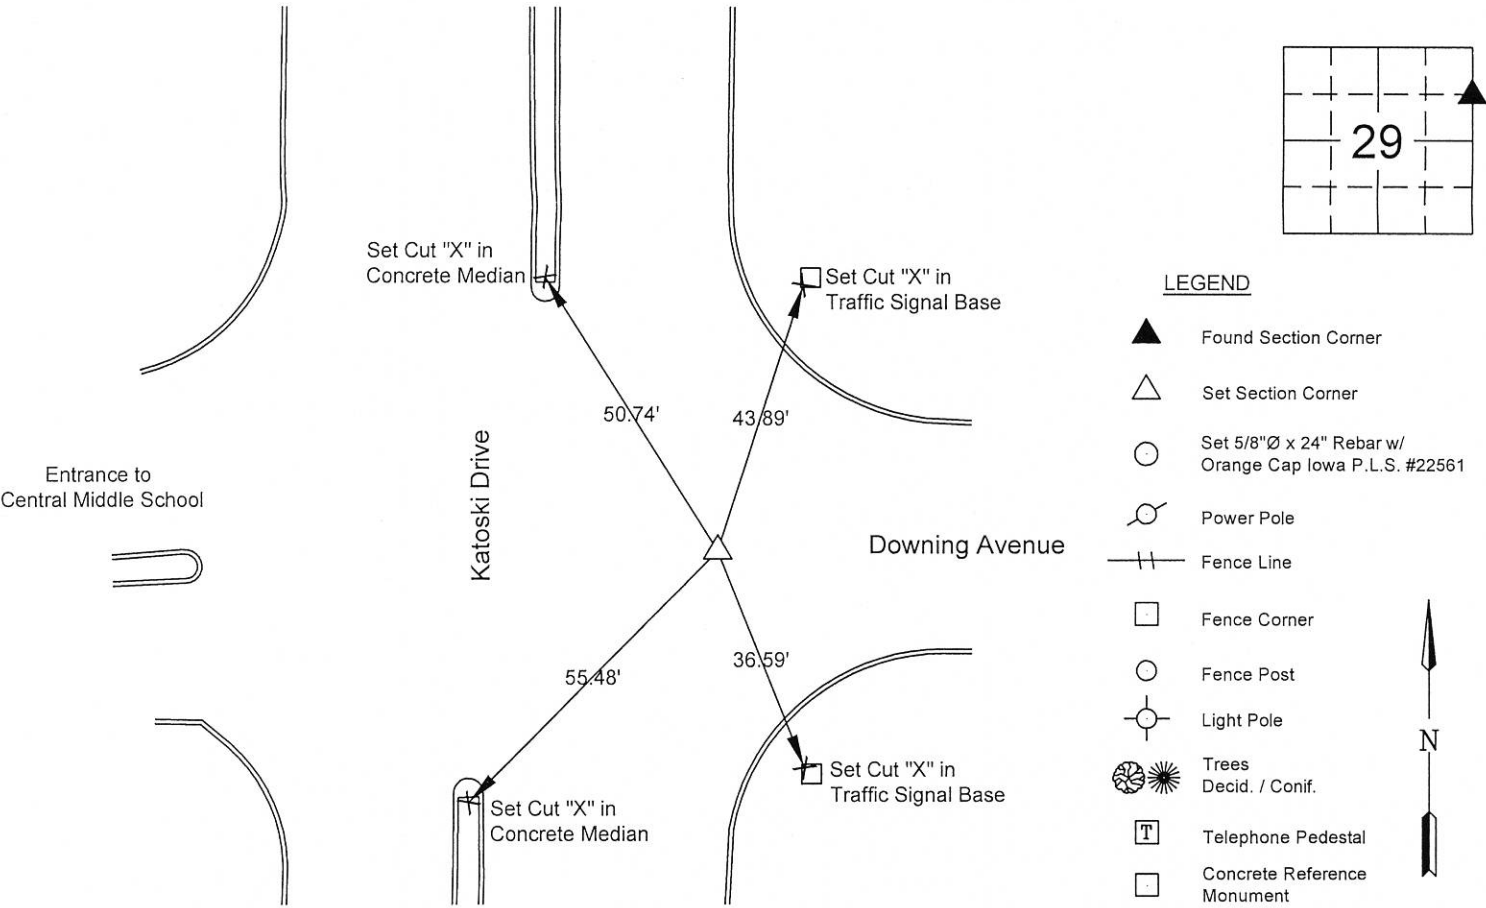 29
Set Cut "X" in
Concrete Median
Set Cut "X" in
Traffic Signal Base
50.74'
43.89'
Entrance to
Central Middle School
Katoski Drive
Downing Avenue
55.48'
36.59'
Set Cut "X" in
Concrete Median
Set Cut "X" in
Traffic Signal Base
LEGEND
Found Section Corner
Set Section Corner
Set 5/8"Ø x 24" Rebar w/
Orange Cap Iowa P.L.S. #22561
Power Pole
Fence Line
Fence Corner
Fence Post
Light Pole
Trees
Decid. / Conif.
T Telephone Pedestal
Concrete Reference
Monument
N